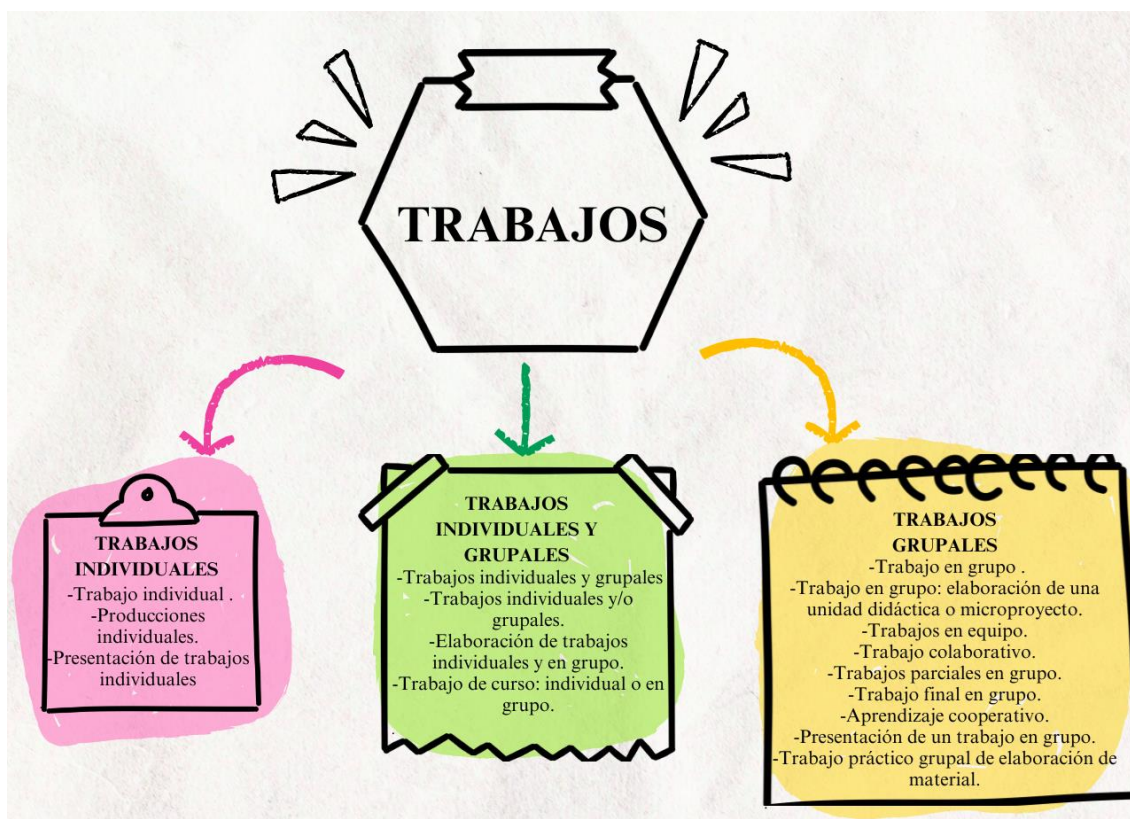 TRABAJOS
TRABAJOS
INDIVIDUALES
-Trabajo individual .
-Producciones
individuales.
-Presentación de trabajos
individuales
TRABAJOS
INDIVIDUALES Y
GRUPALES
-Trabajos individuales y grupales
-Trabajos individuales y/o
grupales.
-Elaboración de trabajos
individuales y en grupo.
-Trabajo de curso: individual o en
grupo.
TRABAJOS
GRUPALES
-Trabajo en grupo .
-Trabajo en grupo: elaboración de una
unidad didáctica o microproyecto.
-Trabajos en equipo.
-Trabajo colaborativo.
-Trabajos parciales en grupo.
-Trabajo final en grupo.
-Aprendizaje cooperativo.
-Presentación de un trabajo en grupo.
-Trabajo práctico grupal de elaboración de
material.